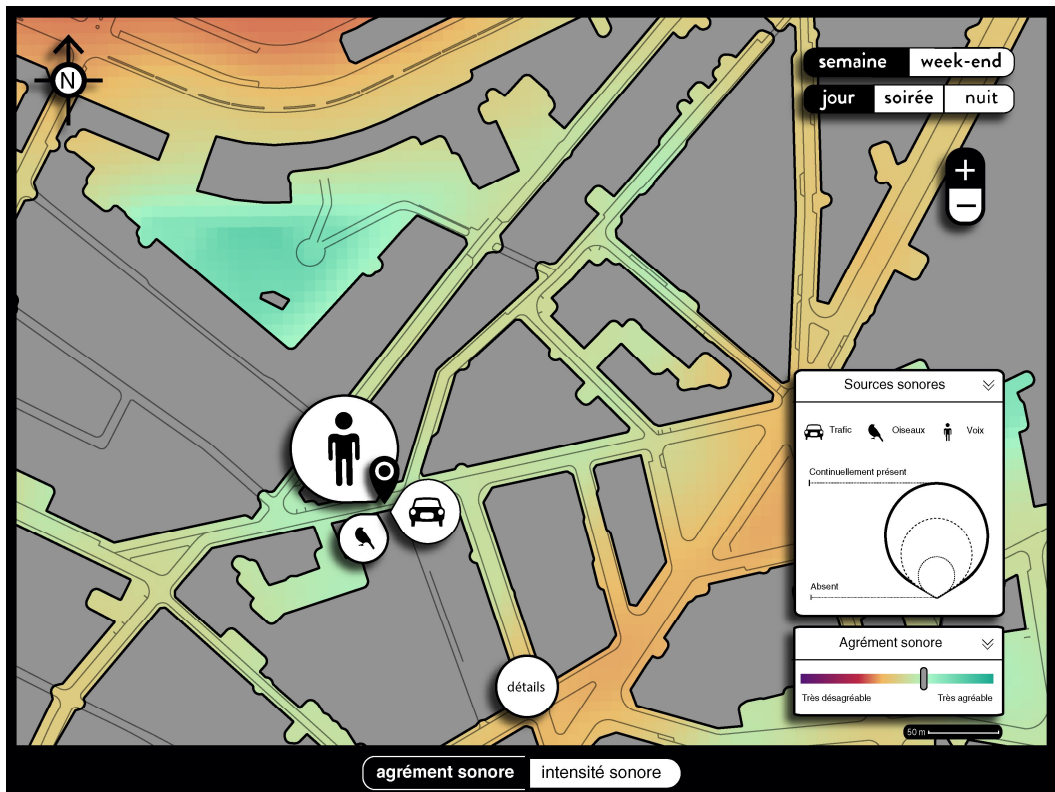 N
semaine week-end
jour soirée nuit
+
−
Sources sonores
Trafic Oiseaux Voix
Continuellement présent
Absent
Agrément sonore
Très désagréable Très agréable
détails
50 m
agrément sonore intensité sonore